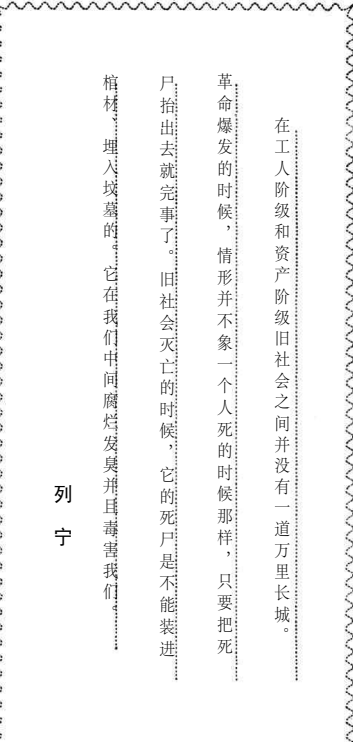 在工人阶级和资产阶级旧社会之间并没有一道万里长城。
革命爆发的时候，情形并不象一个人死的时候那样，只要把死
尸抬出去就完事了。旧社会灭亡的时候，它的死尸是不能装进
棺材、埋入坟墓的。它在我们中间腐烂发臭并且毒害我们。
列宁